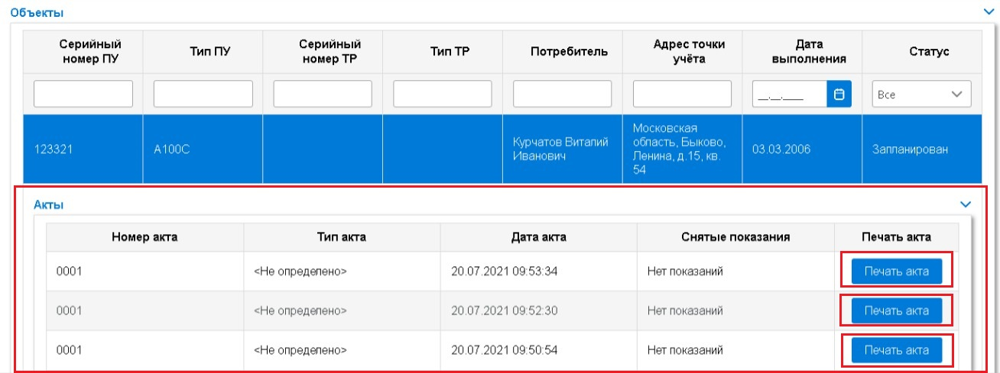 Объекты
Серийный номер ПУ Тип ПУ Серийный номер ТР Тип ТР Потребитель Адрес точки учёта Дата выполнения Статус
__.__.____ Все
123321 А100С Курчатов Виталий Иванович Московская область, Быково, Ленина, д.15, кв. 54 03.03.2006 Запланирован
Акты
Номер акта Тип акта Дата акта Снятые показания Печать акта
0001 <Не определено> 20.07.2021 09:53:34 Нет показаний Печать акта
0001 <Не определено> 20.07.2021 09:52:30 Нет показаний Печать акта
0001 <Не определено> 20.07.2021 09:50:54 Нет показаний Печать акта